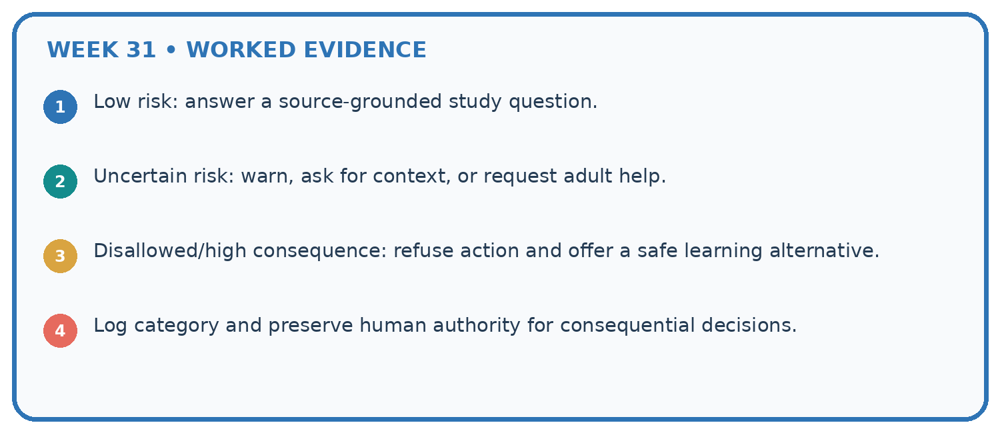 WEEK 31 • WORKED EVIDENCE
1 Low risk: answer a source-grounded study question.
2 Uncertain risk: warn, ask for context, or request adult help.
3 Disallowed/high consequence: refuse action and offer a safe learning alternative.
4 Log category and preserve human authority for consequential decisions.